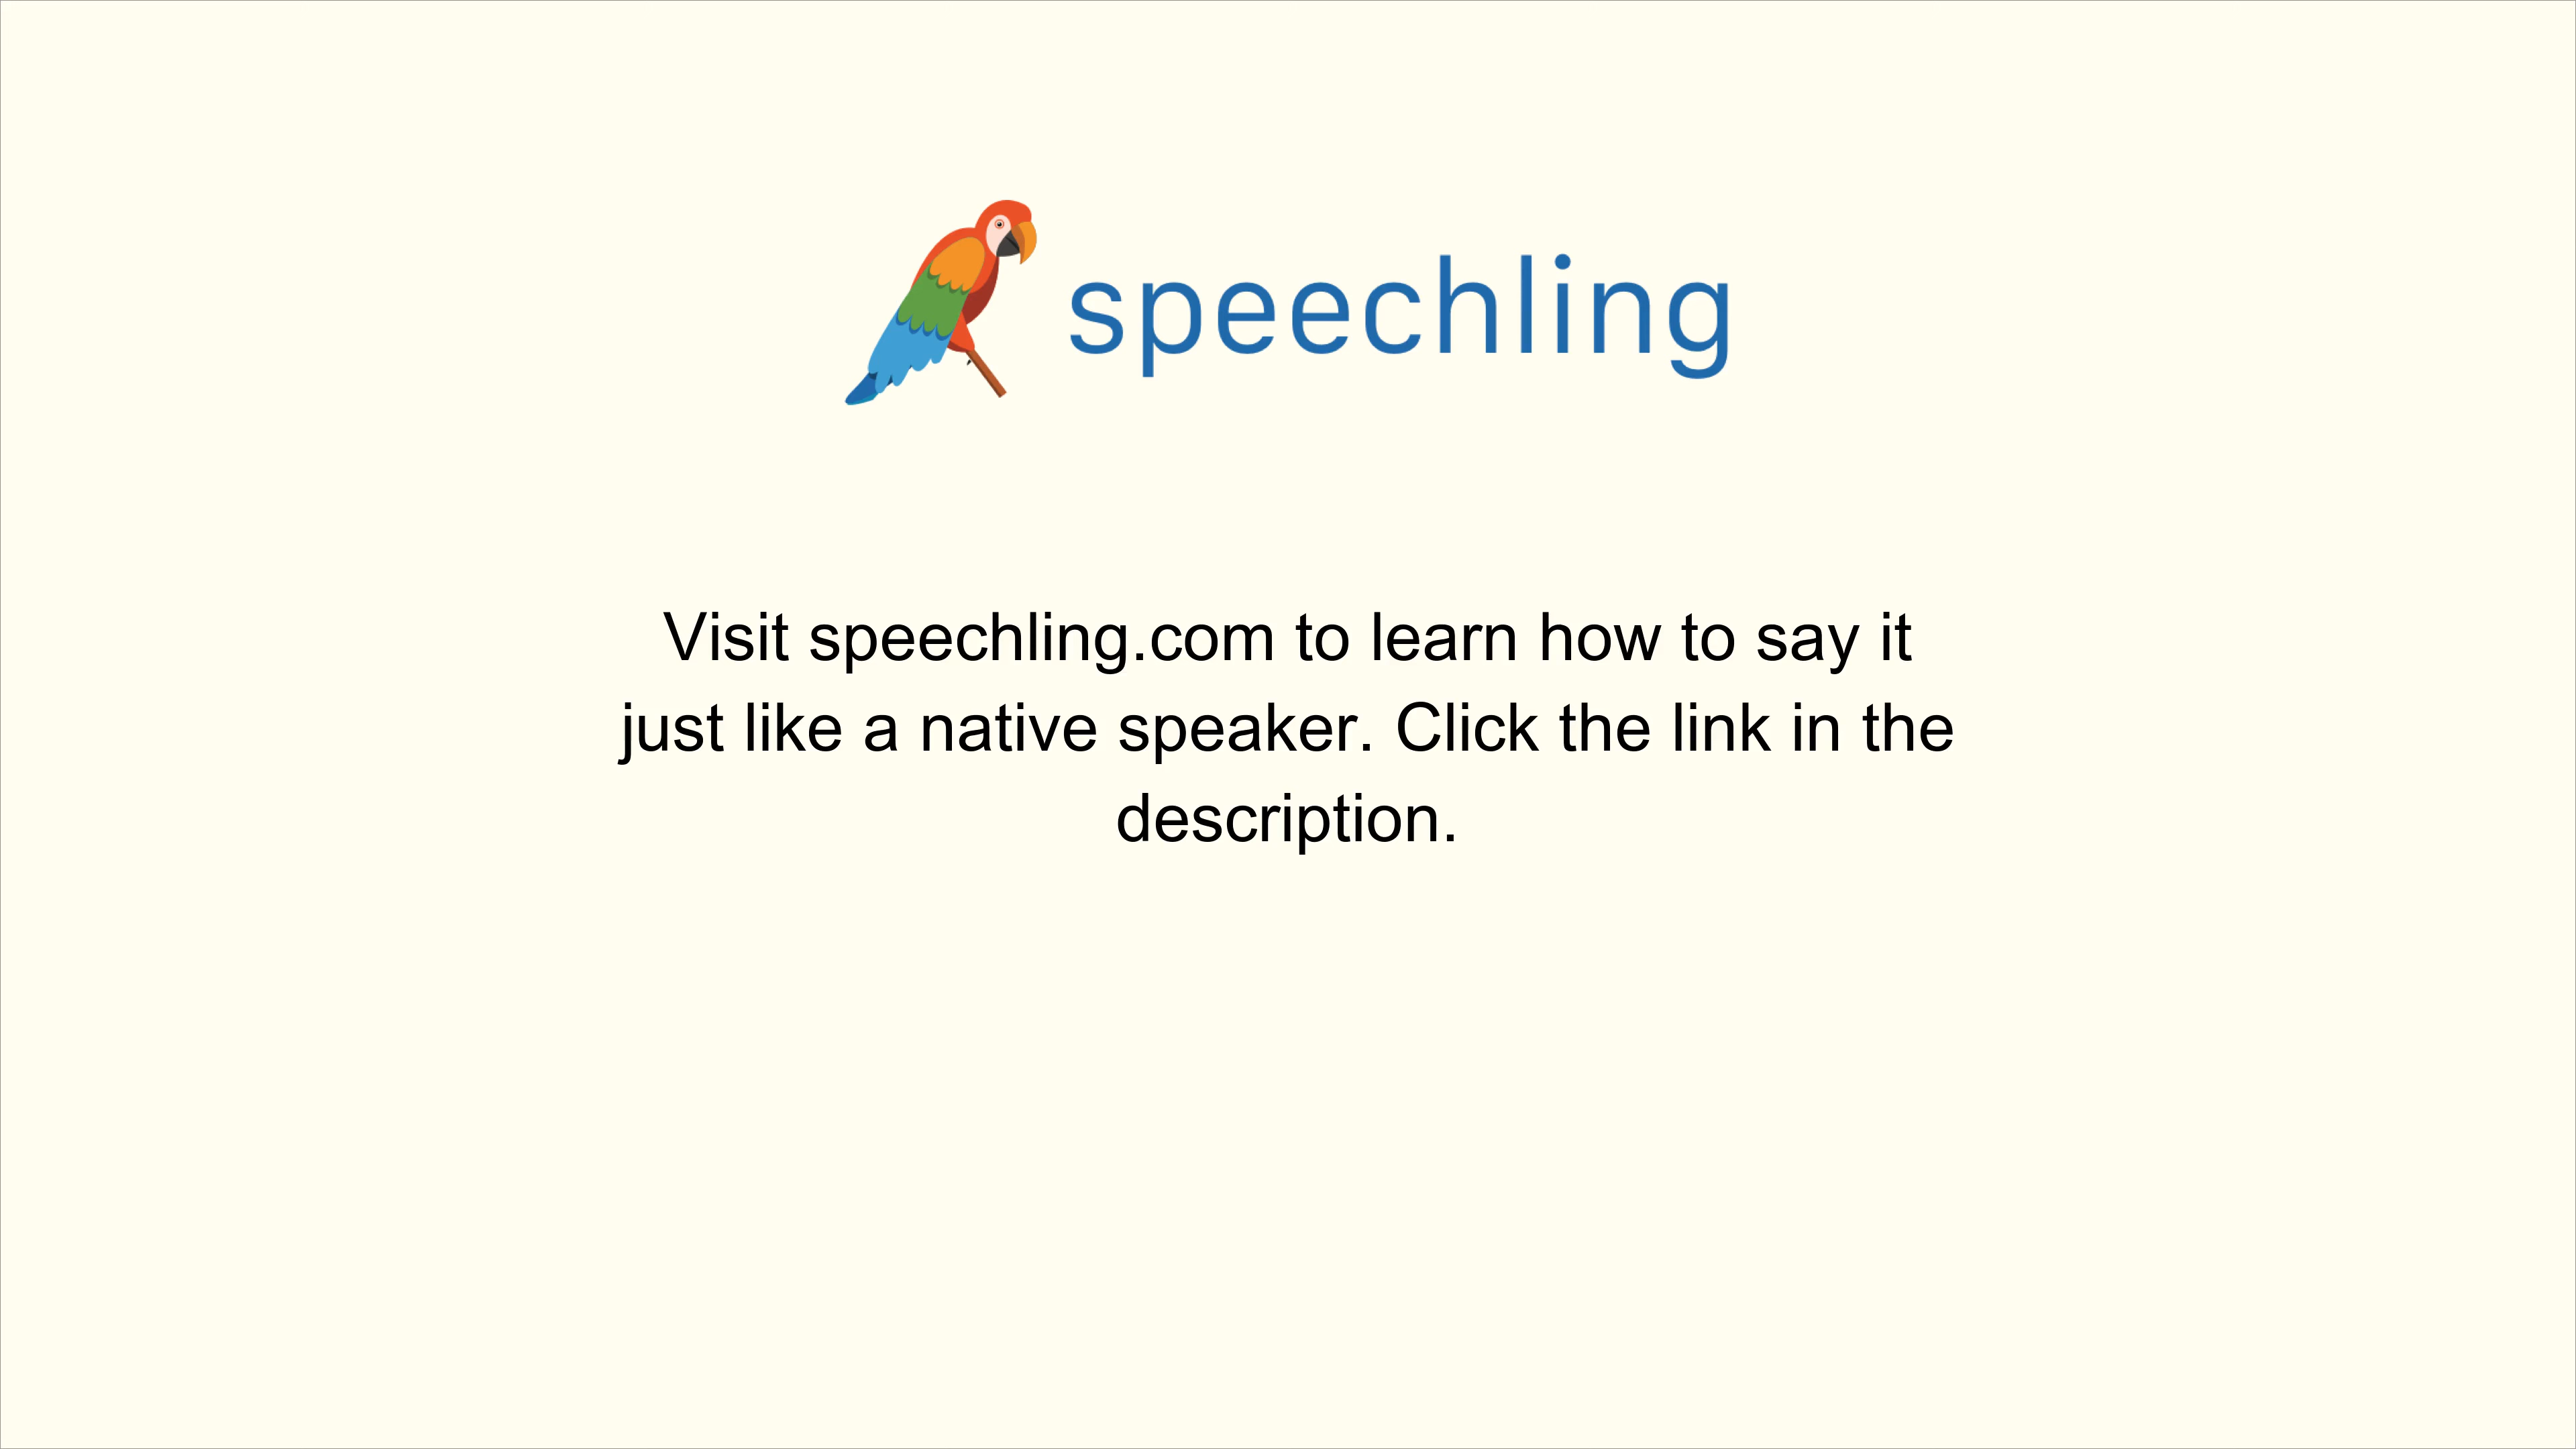 speechling
Visit speechling.com to learn how to say it
just like a native speaker. Click the link in the
description.